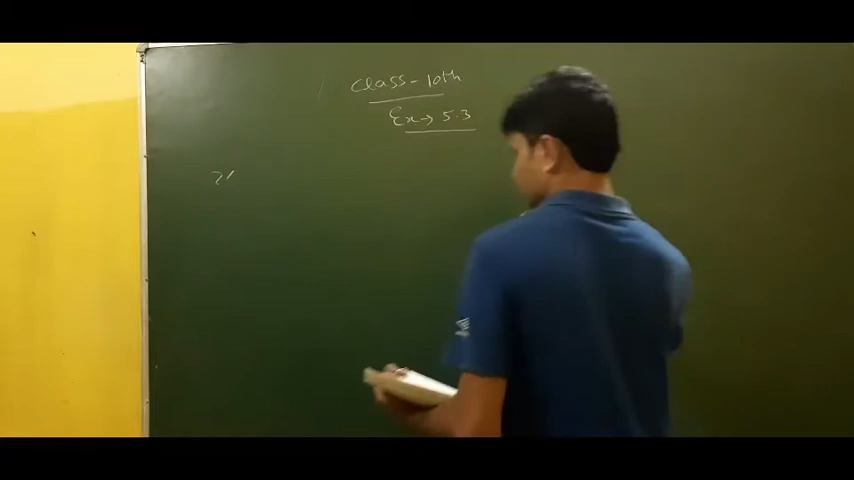 Class - 10th
Ex → 5.3